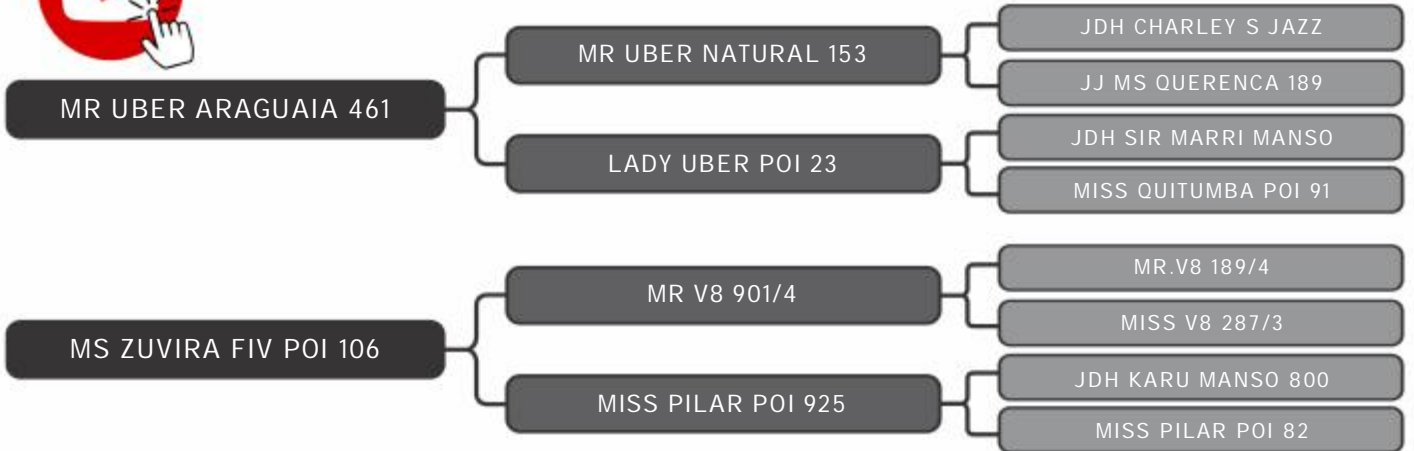 MR UBER ARAGUAIA 461
MR UBER NATURAL 153
JDH CHARLEY S JAZZ
JJ MS QUERENCA 189
LADY UBER POI 23
JDH SIR MARRI MANSO
MISS QUITUMBA POI 91
MS ZUVIRA FIV POI 106
MR V8 901/4
MR.V8 189/4
MISS V8 287/3
MISS PILAR POI 925
JDH KARU MANSO 800
MISS PILAR POI 82